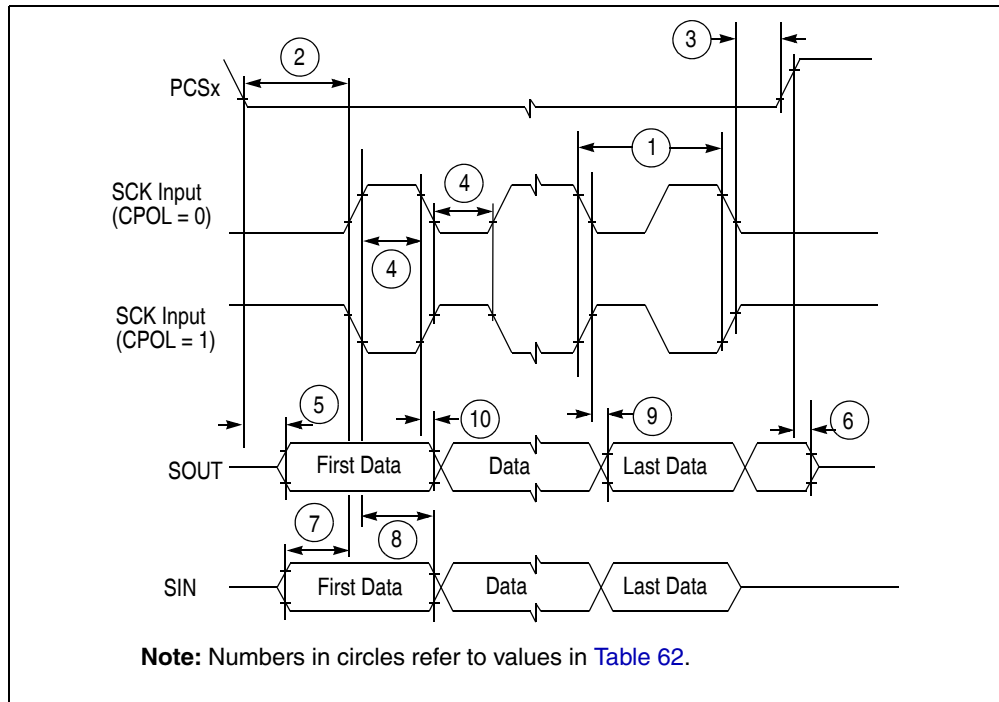 3
2
PCSx
1
4
SCK Input
(CPOL = 0)
4
SCK Input
(CPOL = 1)
5
10
9
6
SOUT
First Data
Data
Last Data
7
8
SIN
First Data
Data
Last Data
Note: Numbers in circles refer to values in Table 62.